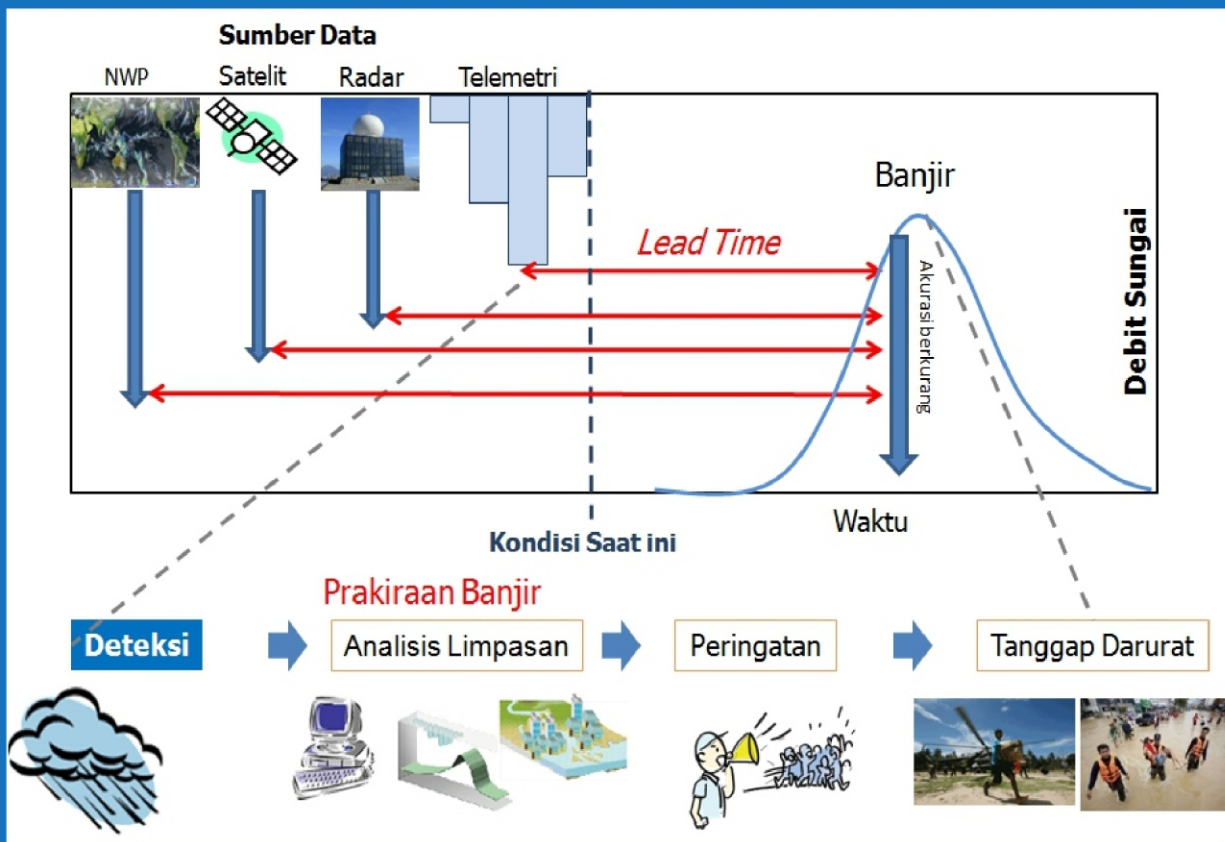 Sumber Data
NWP
Satelit
Radar
Telemetri
Banjir
Lead Time
Akurasi berkurang
Debit Sungai
Waktu
Kondisi Saat ini
Prakiraan Banjir
Deteksi
Analisis Limpasan
Peringatan
Tanggap Darurat